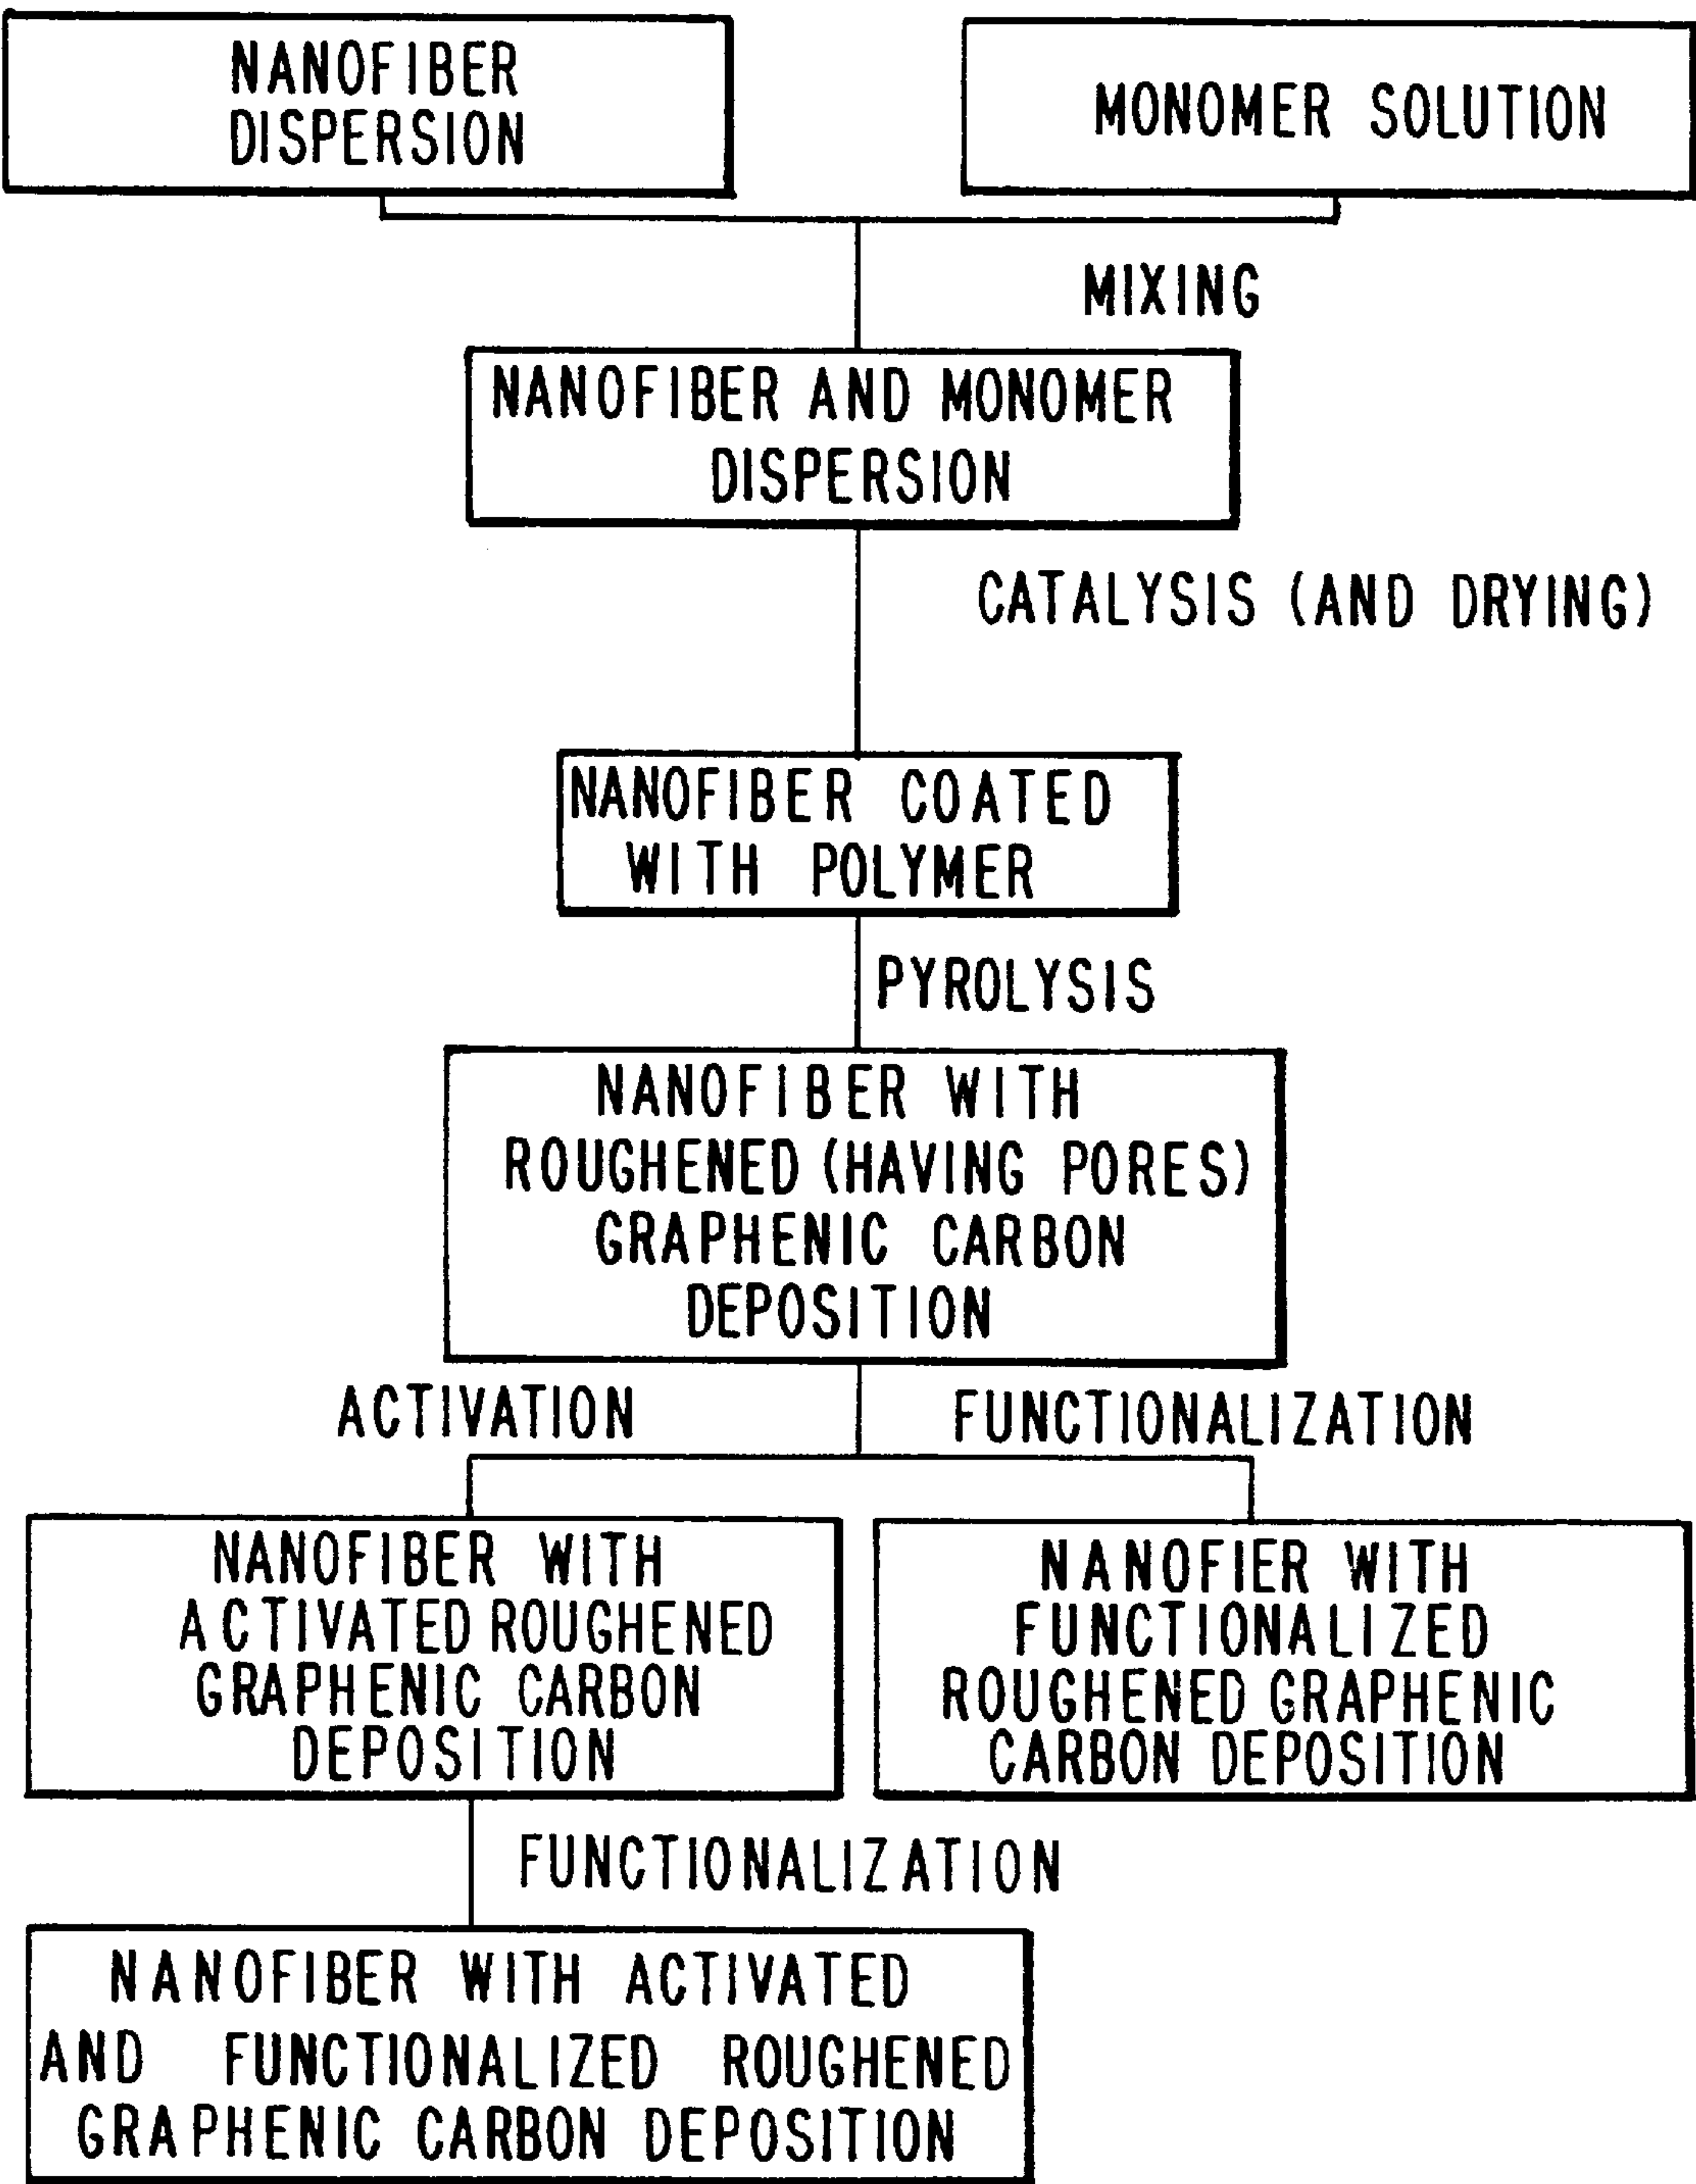 NANOFIBER
DISPERSION
MONOMER SOLUTION
MIXING
NANOFIBER AND MONOMER
DISPERSION
CATALYSIS (AND DRYING)
NANOFIBER COATED
WITH POLYMER
PYROLYSIS
NANOFIBER WITH
ROUGHENED (HAVING PORES)
GRAPHENIC CARBON
DEPOSITION
ACTIVATION
FUNCTIONALIZATION
NANOFIBER WITH
ACTIVATED ROUGHENED
GRAPHENIC CARBON
DEPOSITION
NANOFIER WITH
FUNCTIONALIZED
ROUGHENED GRAPHENIC
CARBON DEPOSITION
FUNCTIONALIZATION
NANOFIBER WITH ACTIVATED
AND FUNCTIONALIZED ROUGHENED
GRAPHENIC CARBON DEPOSITION